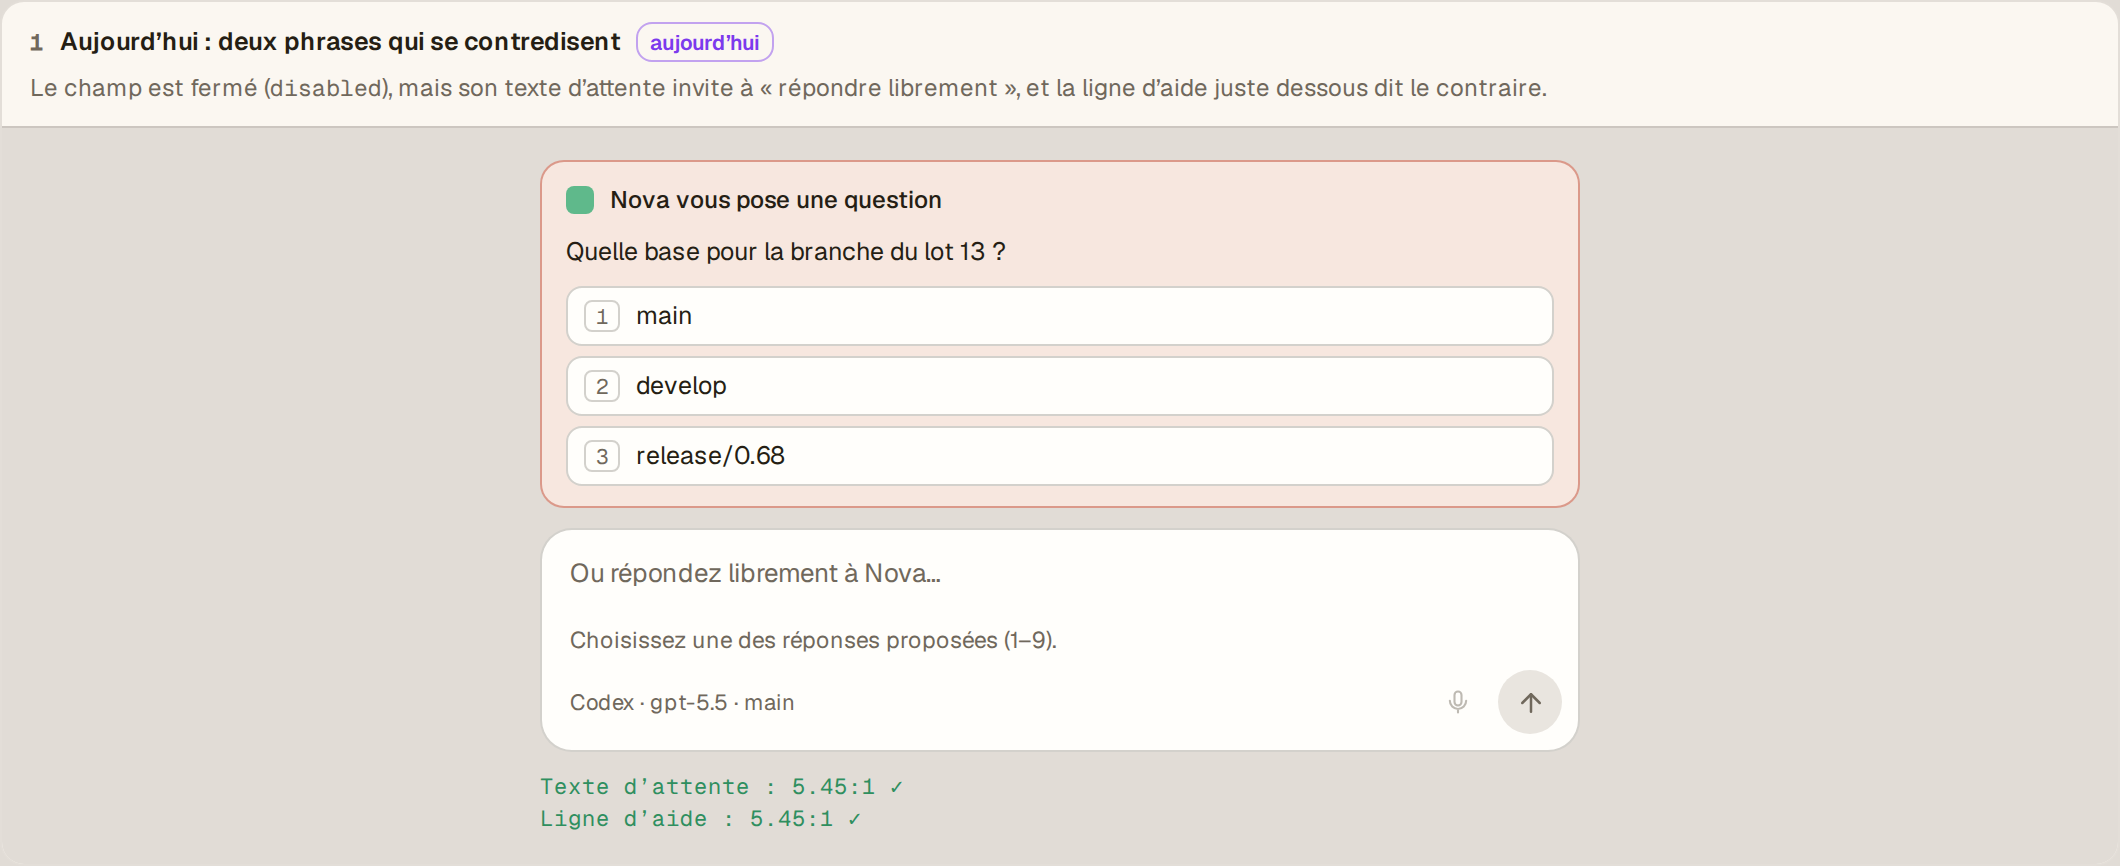 1 Aujourd’hui : deux phrases qui se contredisent aujourd’hui
Le champ est fermé (disabled), mais son texte d’attente invite à « répondre librement », et la ligne d’aide juste dessous dit le contraire.
Nova vous pose une question
Quelle base pour la branche du lot 13 ?
1 main
2 develop
3 release/0.68
Ou répondez librement à Nova…
Choisissez une des réponses proposées (1–9).
Codex · gpt-5.5 · main
Texte d’attente : 5.45:1 ✓
Ligne d’aide : 5.45:1 ✓